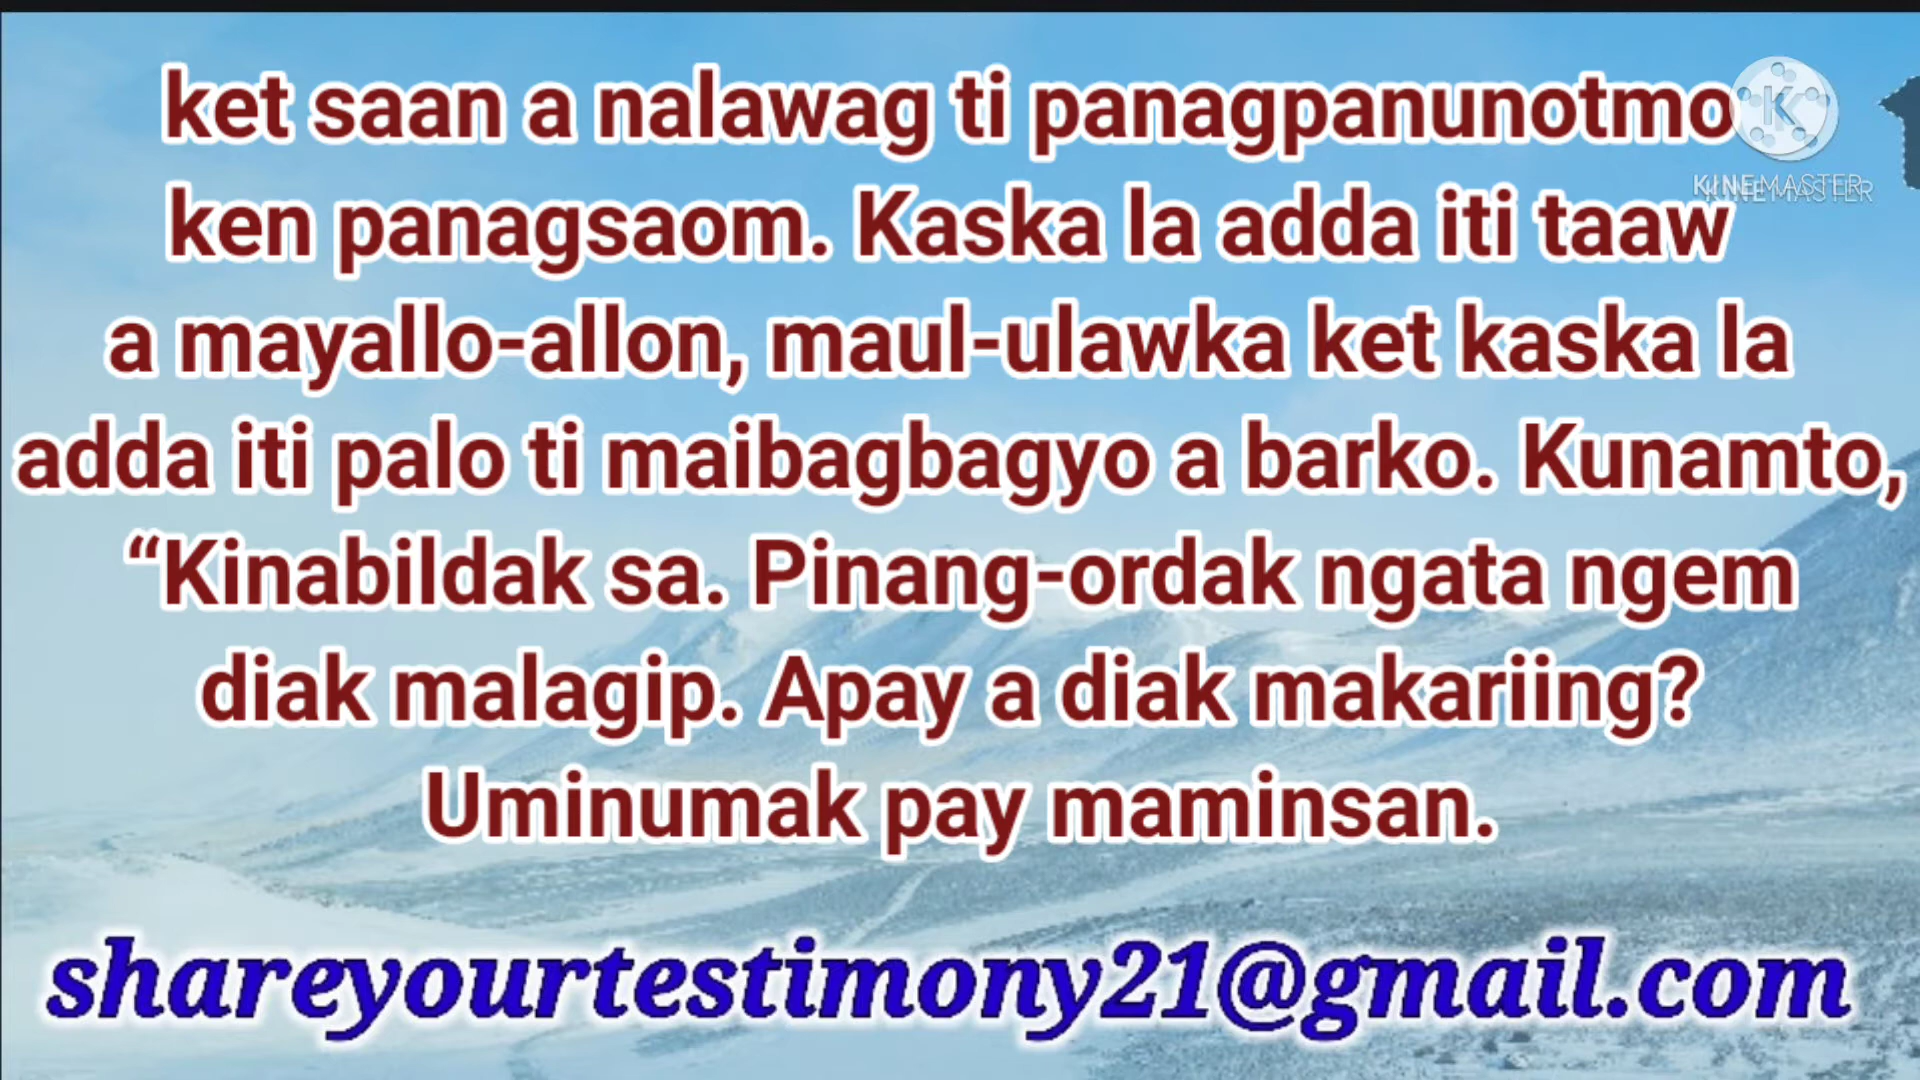 ket saan a nalawag ti panagpanunotmo
KINEMASTER
ken panagsaom. Kaska la adda iti taaw
a mayallo-allon, maul-ulawka ket kaska la
adda iti palo ti maibagbagyo a barko. Kunamto,
“Kinabildak sa. Pinang-ordak ngata ngem
diak malagip. Apay a diak makariing?
Uminumak pay maminsan.
shareyourtestimony21@gmail.com